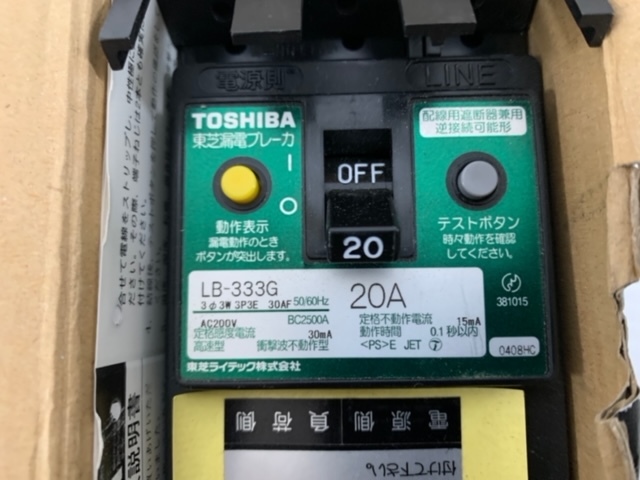 電源側 LINE
TOSHIBA
東芝漏電ブレーカ
配線用遮断器兼用
逆接続可能形
OFF
20
動作表示
漏電動作のとき
ボタンが突出します。
テストボタン
時々動作を確認
してください。
LB-333G 20A
3φ3W 3P3E 30AF 50/60Hz
AC200V BC2500A
定格感度電流 30mA
高速型 衝撃波不動作型
定格不動作電流 15mA
動作時間 0.1秒以内
<PS>E JET
381015
0408HC
東芝ライテック株式会社
電源側 負荷側
付けて下さい
説明書